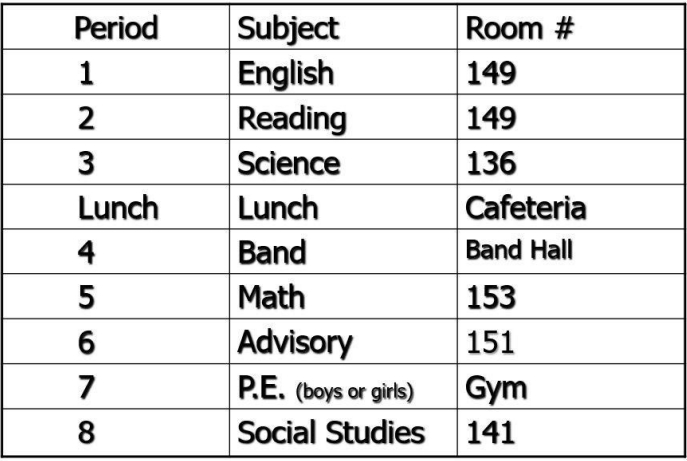 Period Subject Room #
1 English 149
2 Reading 149
3 Science 136
Lunch Lunch Cafeteria
4 Band Band Hall
5 Math 153
6 Advisory 151
7 P.E. (boys or girls) Gym
8 Social Studies 141